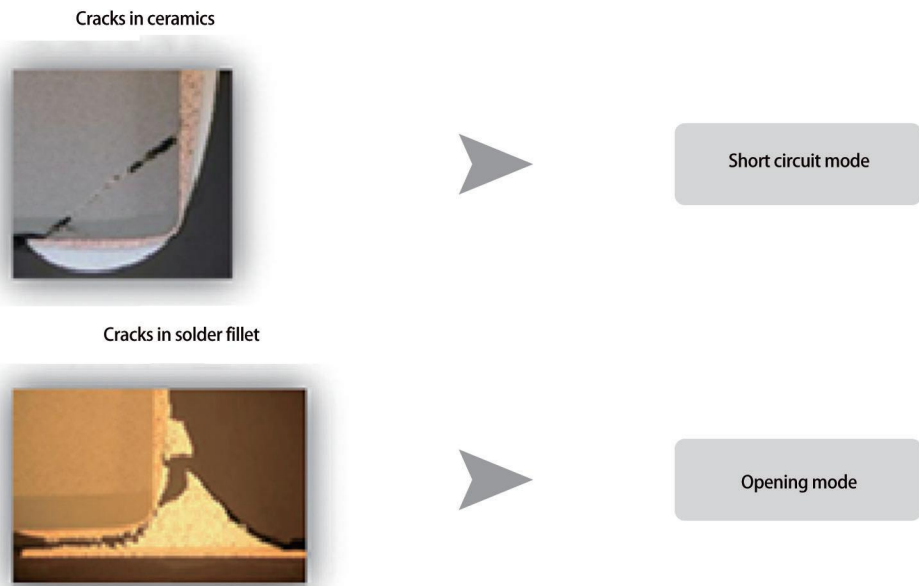 Cracks in ceramics
Short circuit mode
Cracks in solder fillet
Opening mode